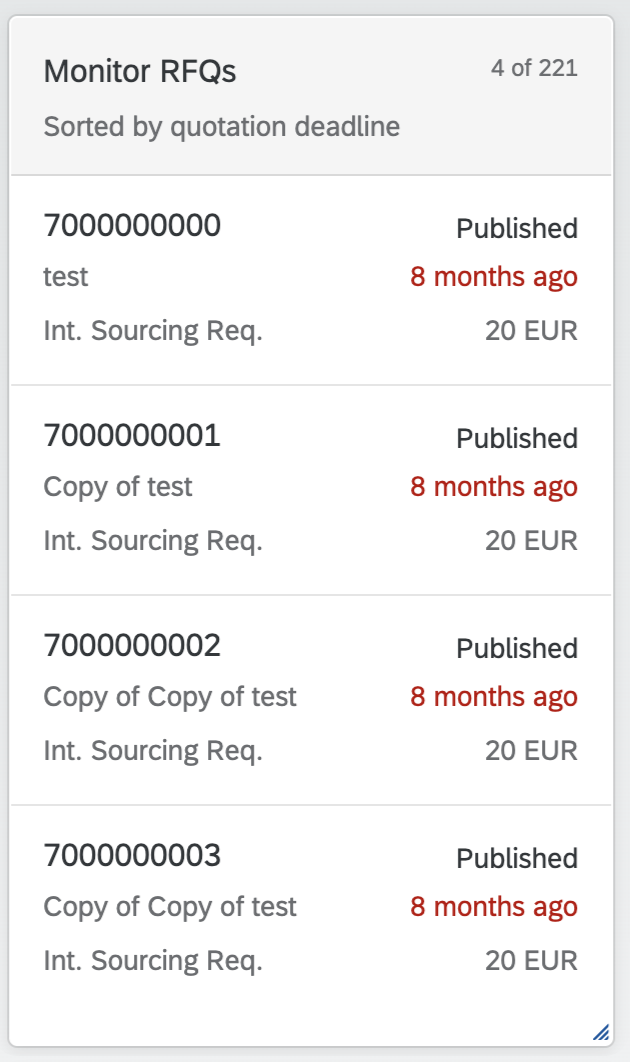 Monitor RFQs 4 of 221
Sorted by quotation deadline
7000000000 Published
test 8 months ago
Int. Sourcing Req. 20 EUR
7000000001 Published
Copy of test 8 months ago
Int. Sourcing Req. 20 EUR
7000000002 Published
Copy of Copy of test 8 months ago
Int. Sourcing Req. 20 EUR
7000000003 Published
Copy of Copy of test 8 months ago
Int. Sourcing Req. 20 EUR